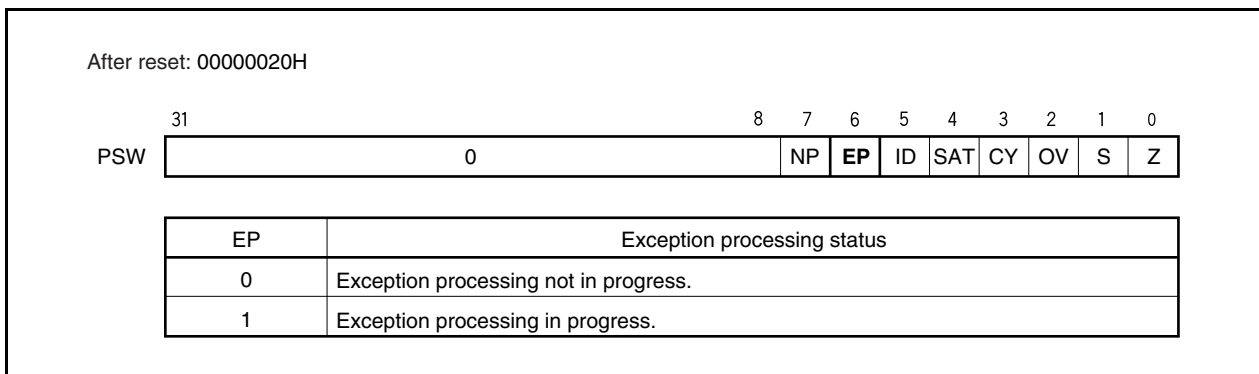 After reset: 00000020H
31 8 7 6 5 4 3 2 1 0
PSW 0 NP EP ID SAT CY OV S Z
EP Exception processing status
0 Exception processing not in progress.
1 Exception processing in progress.